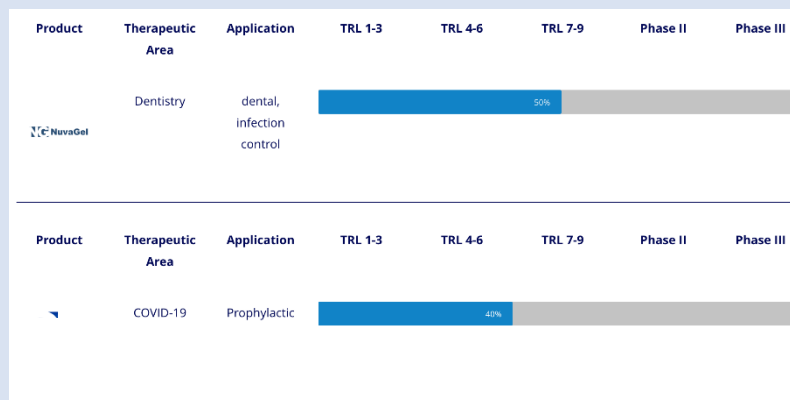 Product Therapeutic Area Application TRL 1-3 TRL 4-6 TRL 7-9 Phase II Phase III
Dentistry dental, infection control 50%
NG NuvaGel
Product Therapeutic Area Application TRL 1-3 TRL 4-6 TRL 7-9 Phase II Phase III
COVID-19 Prophylactic 40%